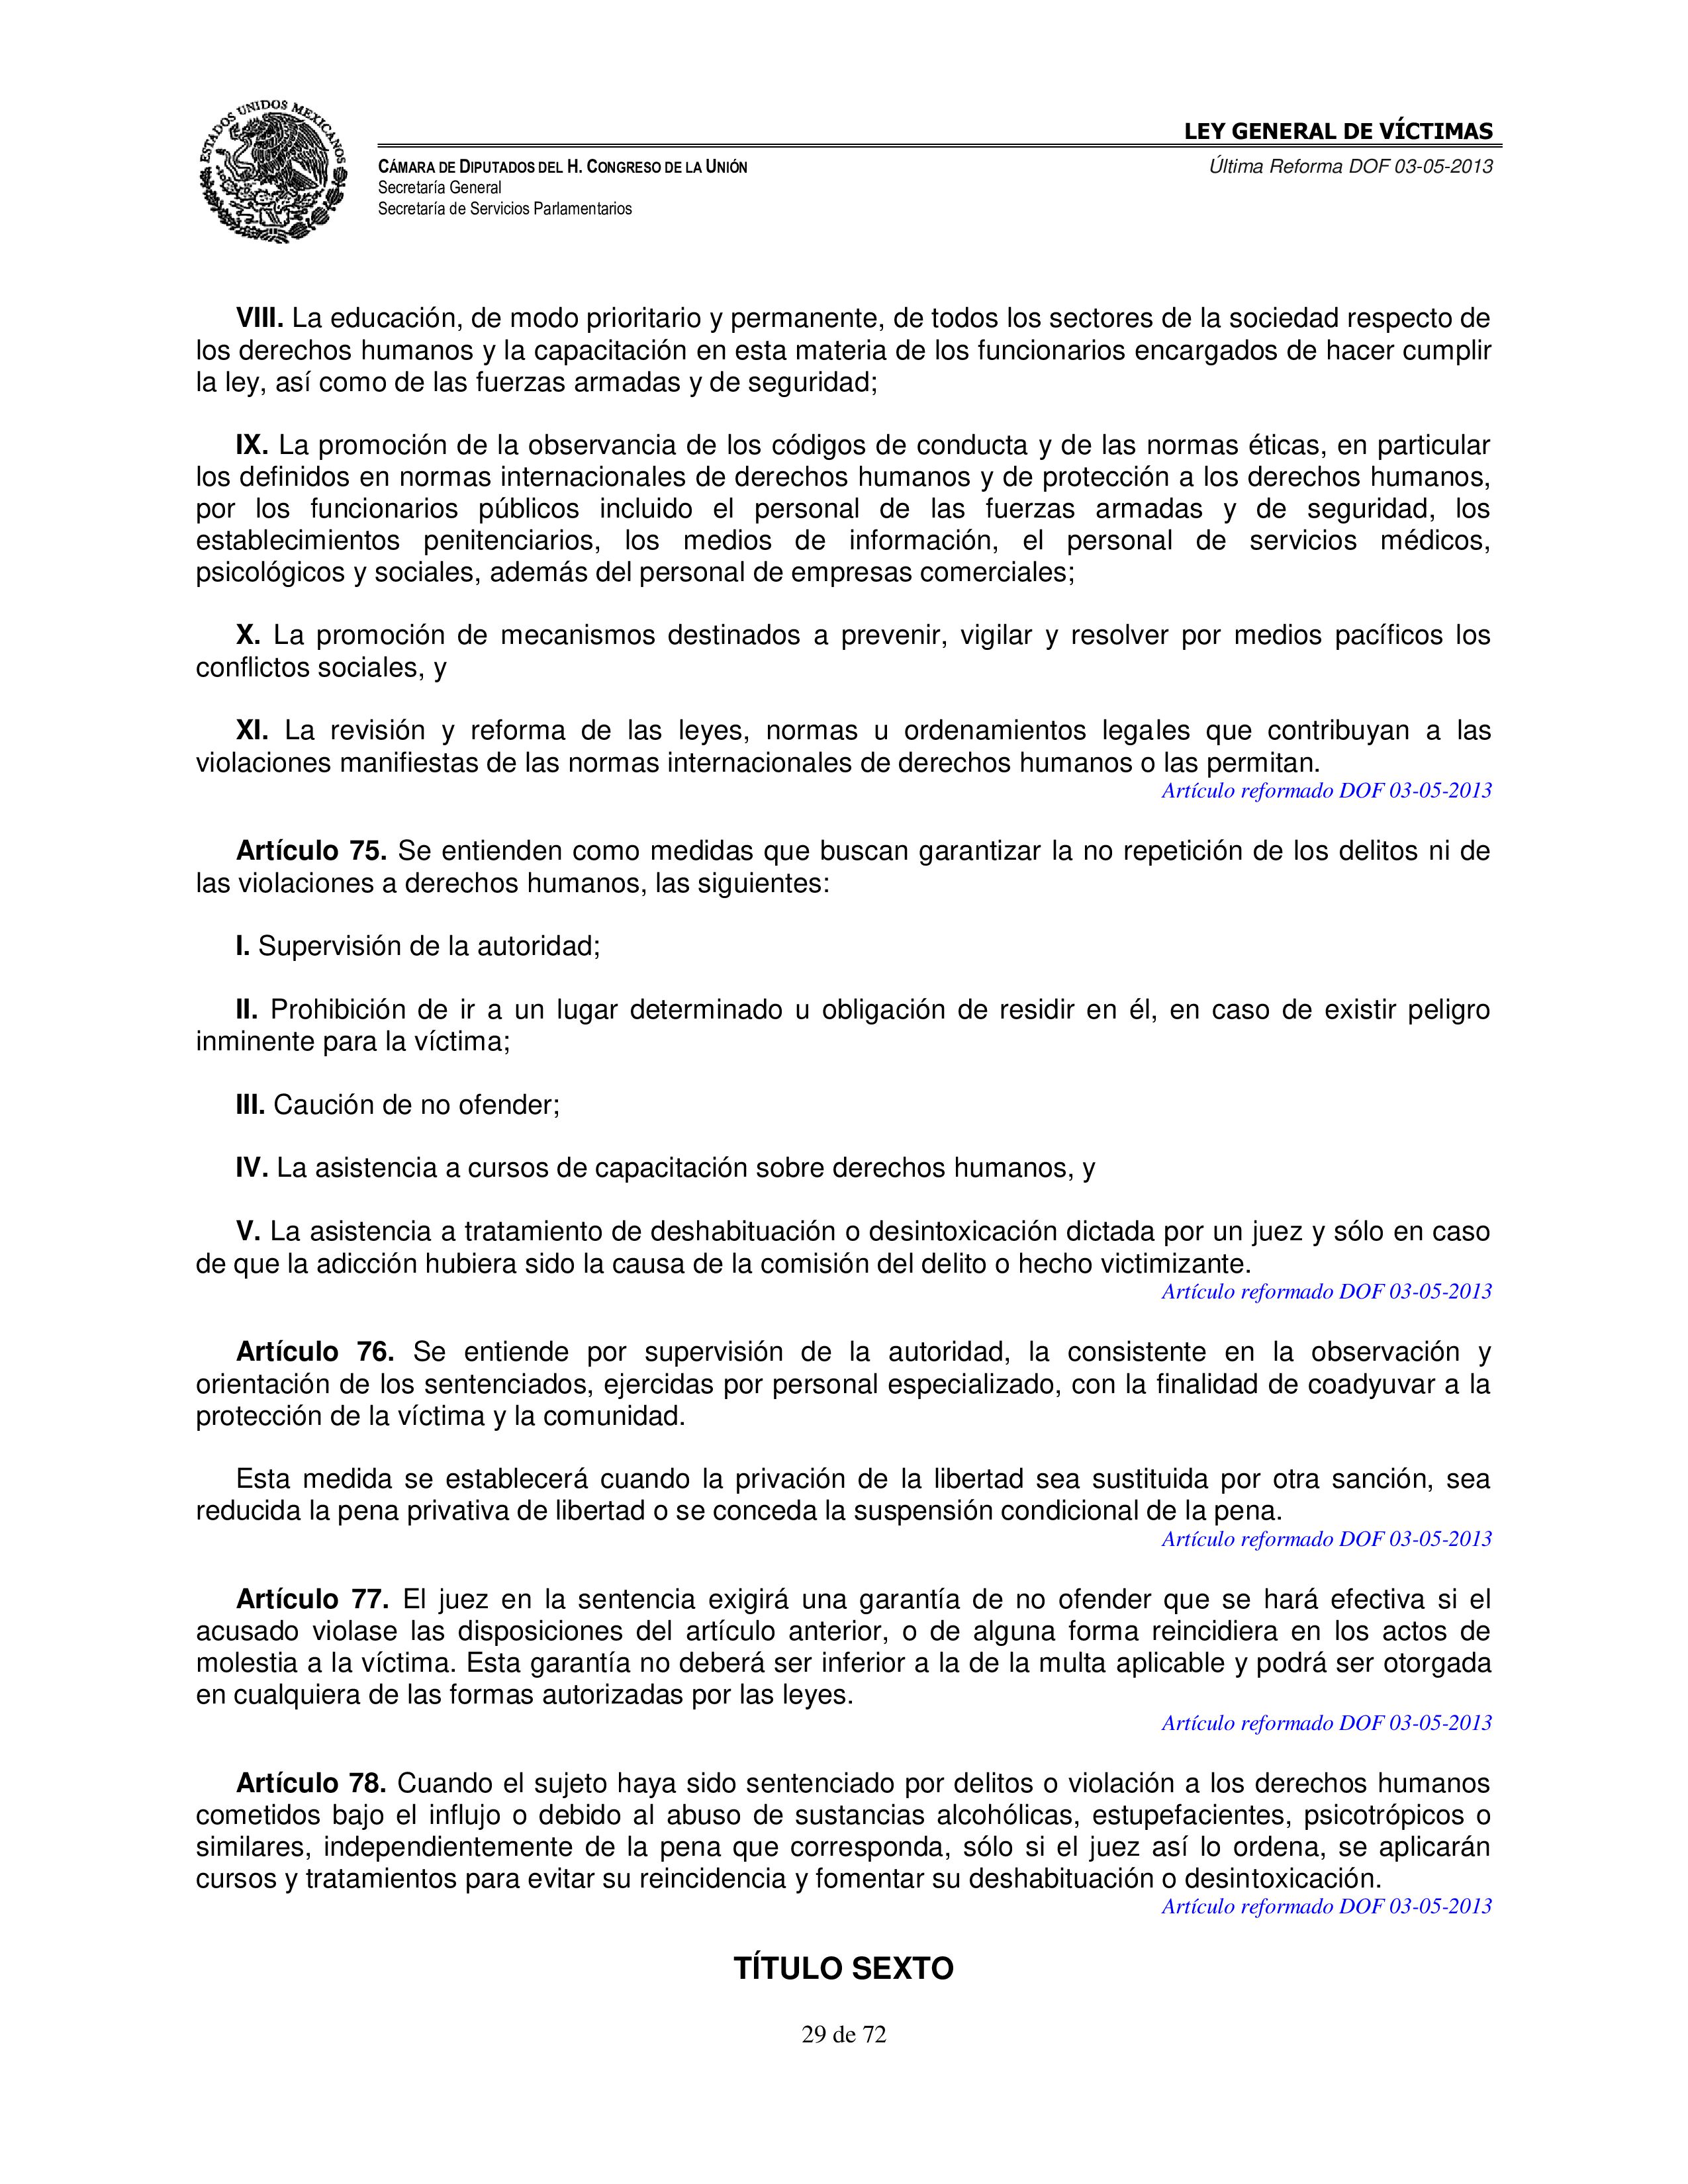 ESTADOS UNIDOS MEXICANOS
LEY GENERAL DE VÍCTIMAS
CÁMARA DE DIPUTADOS DEL H. CONGRESO DE LA UNIÓN
Última Reforma DOF 03-05-2013
Secretaría General
Secretaría de Servicios Parlamentarios
VIII. La educación, de modo prioritario y permanente, de todos los sectores de la sociedad respecto de
los derechos humanos y la capacitación en esta materia de los funcionarios encargados de hacer cumplir
la ley, así como de las fuerzas armadas y de seguridad;
IX. La promoción de la observancia de los códigos de conducta y de las normas éticas, en particular
los definidos en normas internacionales de derechos humanos y de protección a los derechos humanos,
por los funcionarios públicos incluido el personal de las fuerzas armadas y de seguridad, los
establecimientos penitenciarios, los medios de información, el personal de servicios médicos,
psicológicos y sociales, además del personal de empresas comerciales;
X. La promoción de mecanismos destinados a prevenir, vigilar y resolver por medios pacíficos los
conflictos sociales, y
XI. La revisión y reforma de las leyes, normas u ordenamientos legales que contribuyan a las
violaciones manifiestas de las normas internacionales de derechos humanos o las permitan.
Artículo reformado DOF 03-05-2013
Artículo 75. Se entienden como medidas que buscan garantizar la no repetición de los delitos ni de
las violaciones a derechos humanos, las siguientes:
I. Supervisión de la autoridad;
II. Prohibición de ir a un lugar determinado u obligación de residir en él, en caso de existir peligro
inminente para la víctima;
III. Caución de no ofender;
IV. La asistencia a cursos de capacitación sobre derechos humanos, y
V. La asistencia a tratamiento de deshabituación o desintoxicación dictada por un juez y sólo en caso
de que la adicción hubiera sido la causa de la comisión del delito o hecho victimizante.
Artículo reformado DOF 03-05-2013
Artículo 76. Se entiende por supervisión de la autoridad, la consistente en la observación y
orientación de los sentenciados, ejercidas por personal especializado, con la finalidad de coadyuvar a la
protección de la víctima y la comunidad.
Esta medida se establecerá cuando la privación de la libertad sea sustituida por otra sanción, sea
reducida la pena privativa de libertad o se conceda la suspensión condicional de la pena.
Artículo reformado DOF 03-05-2013
Artículo 77. El juez en la sentencia exigirá una garantía de no ofender que se hará efectiva si el
acusado violase las disposiciones del artículo anterior, o de alguna forma reincidiera en los actos de
molestia a la víctima. Esta garantía no deberá ser inferior a la de la multa aplicable y podrá ser otorgada
en cualquiera de las formas autorizadas por las leyes.
Artículo reformado DOF 03-05-2013
Artículo 78. Cuando el sujeto haya sido sentenciado por delitos o violación a los derechos humanos
cometidos bajo el influjo o debido al abuso de sustancias alcohólicas, estupefacientes, psicotrópicos o
similares, independientemente de la pena que corresponda, sólo si el juez así lo ordena, se aplicarán
cursos y tratamientos para evitar su reincidencia y fomentar su deshabituación o desintoxicación.
Artículo reformado DOF 03-05-2013
TÍTULO SEXTO
29 de 72